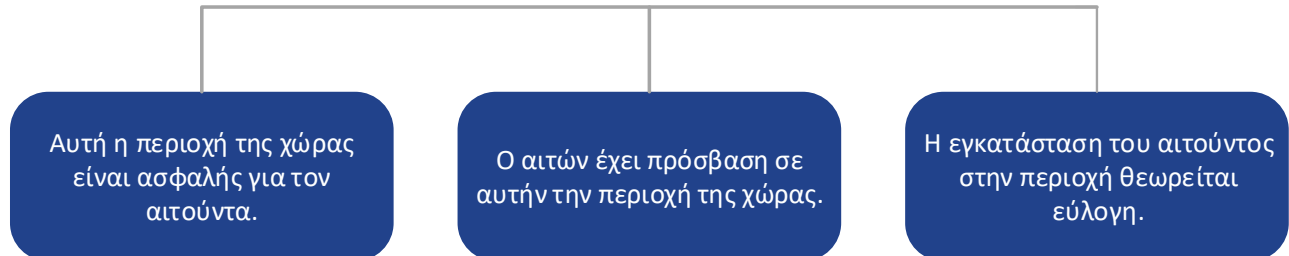 Αυτή η περιοχή της χώρας
είναι ασφαλής για τον
αιτούντα.
Ο αιτών έχει πρόσβαση σε
αυτήν την περιοχή της χώρας.
Η εγκατάσταση του αιτούντος
στην περιοχή θεωρείται
εύλογη.